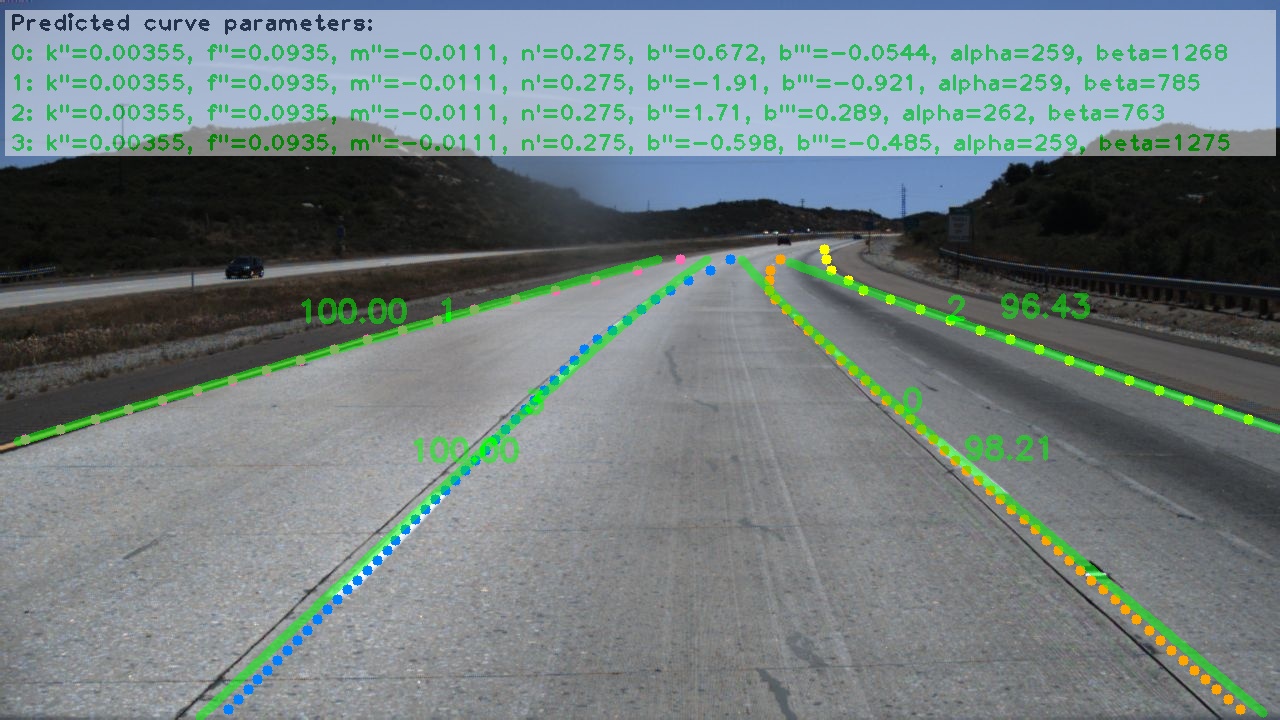 Predicted curve parameters:
0: k''=0.00355, f''=0.0935, m''=−0.0111, n'=0.275, b''=0.672, b'''=−0.0544, alpha=259, beta=1268
1: k''=0.00355, f''=0.0935, m''=−0.0111, n'=0.275, b''=−1.91, b'''=−0.921, alpha=259, beta=785
2: k''=0.00355, f''=0.0935, m''=−0.0111, n'=0.275, b''=1.71, b'''=0.289, alpha=262, beta=763
3: k''=0.00355, f''=0.0935, m''=−0.0111, n'=0.275, b''=−0.598, b'''=−0.485, alpha=259, beta=1275
100.00 1 2 96.43
3 0
100.00 98.21